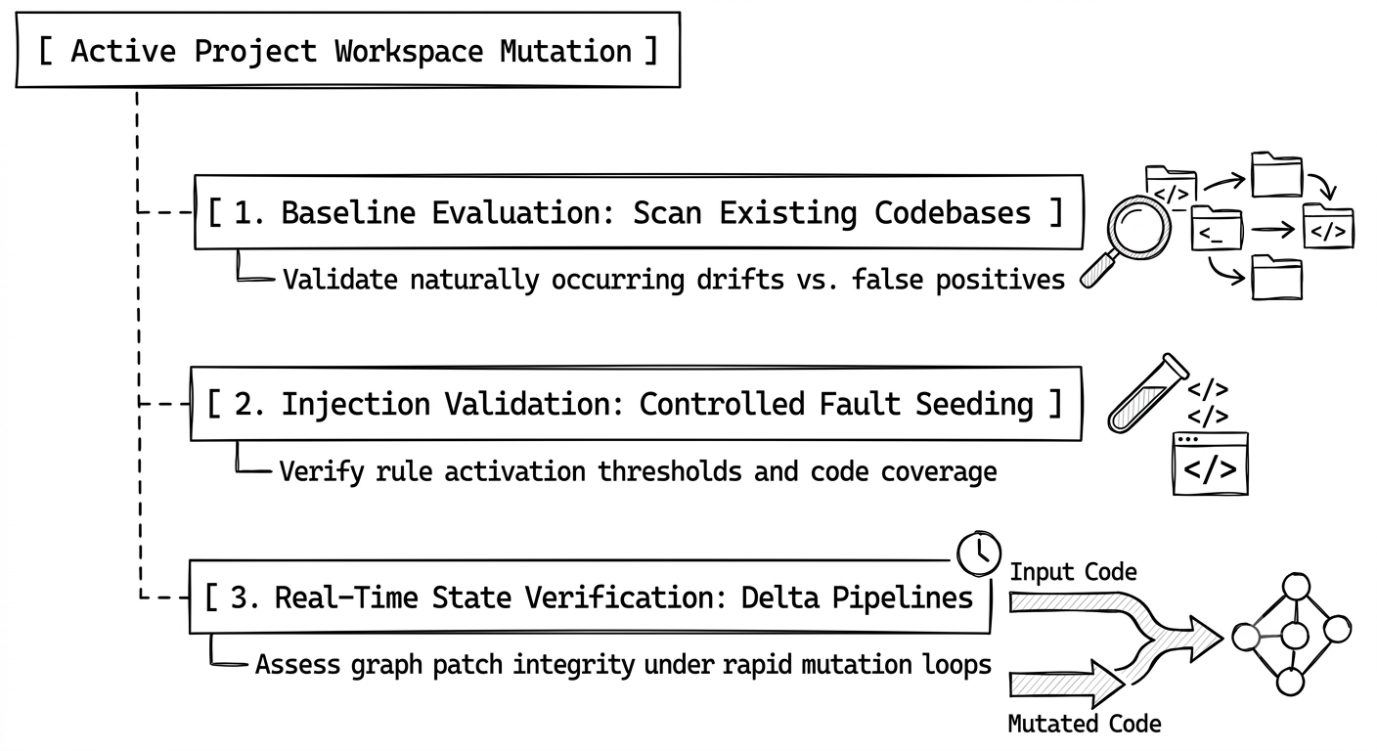 [ Active Project Workspace Mutation ]
[ 1. Baseline Evaluation: Scan Existing Codebases ]
Validate naturally occurring drifts vs. false positives
</>
<_
</>
[ 2. Injection Validation: Controlled Fault Seeding ]
Verify rule activation thresholds and code coverage
</>
</>
</>
[ 3. Real-Time State Verification: Delta Pipelines
Assess graph patch integrity under rapid mutation loops
Input Code
Mutated Code